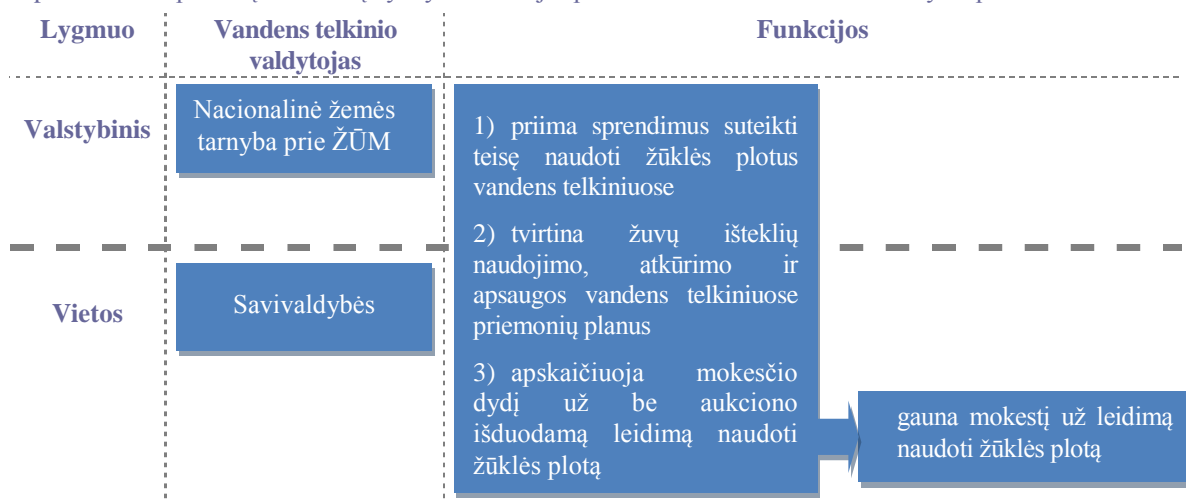 Lygmuo
Vandens telkinio
valdytojas
Funkcijos
Valstybinis
Nacionalinė žemės
tarnyba prie ŽŪM
1) priima sprendimus suteikti
teisę naudoti žūklės plotus
vandens telkiniuose
2) tvirtina žuvų išteklių
naudojimo, atkūrimo ir
apsaugos vandens telkiniuose
priemonių planus
3) apskaičiuoja mokesčio
dydį už be aukciono
išduodamą leidimą naudoti
žūklės plotą
Vietos
Savivaldybės
gauna mokestį už leidimą
naudoti žūklės plotą